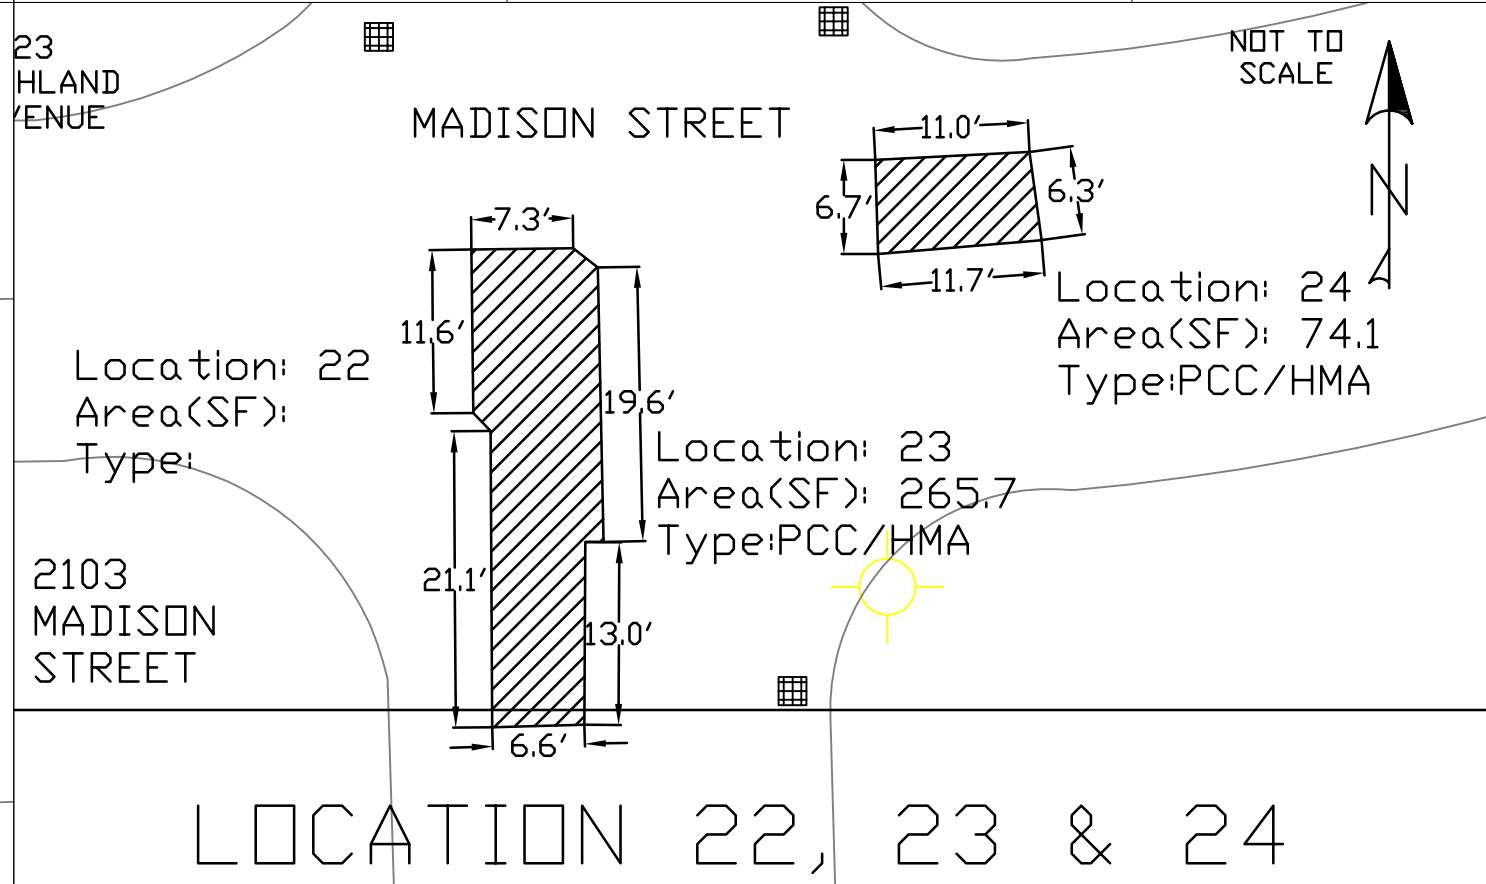 23
HLAND
VENUE
MADISON STREET
NOT TO
SCALE
N
11.0'
6.7'
6.3'
11.7'
7.3'
11.6'
19.6'
21.1'
13.0'
6.6'
Location: 24
Area(SF): 74.1
Type:PCC/HMA
Location: 22
Area(SF):
Type:
Location: 23
Area(SF): 265.7
Type:PCC/HMA
2103
MADISON
STREET
LOCATION 22, 23 & 24